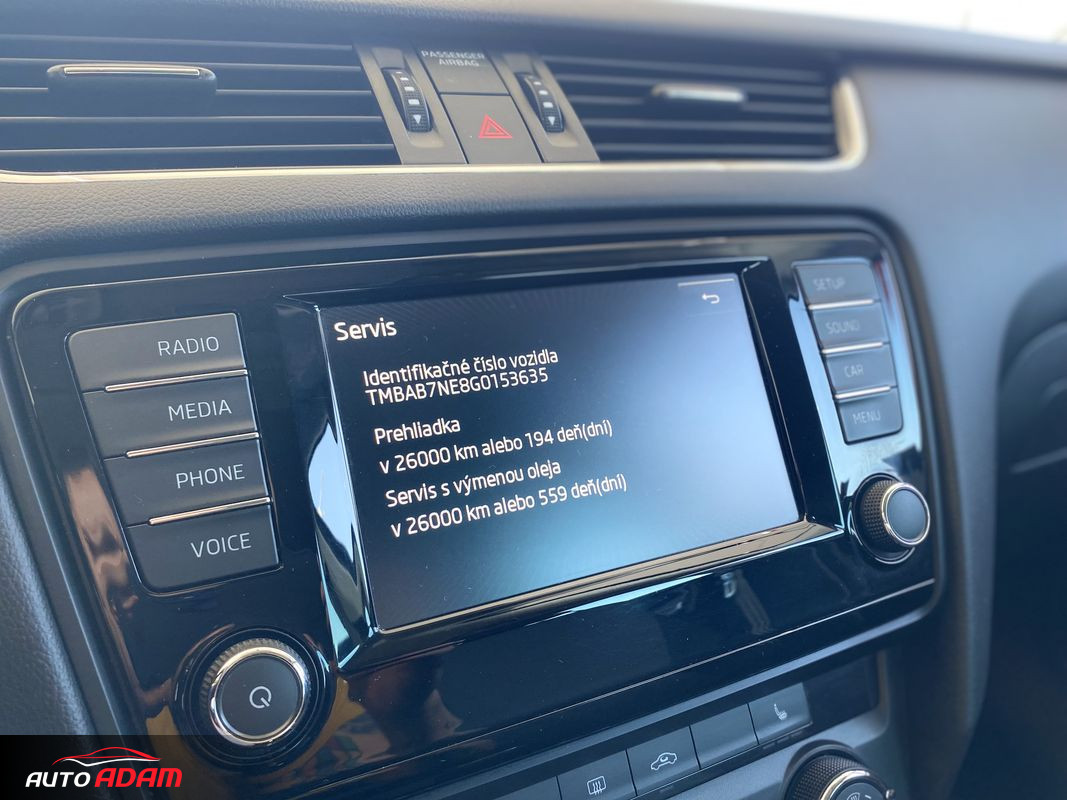 PASSENGER
AIRBAG
RADIO
MEDIA
PHONE
VOICE
Servis
Identifikačné číslo vozidla
TMBAB7NE8G0153635
Prehliadka
v 26000 km alebo 194 deň(dní)
Servis s výmenou oleja
v 26000 km alebo 559 deň(dní)
SETUP
SOUND
CAR
MENU
AUTO ADAM